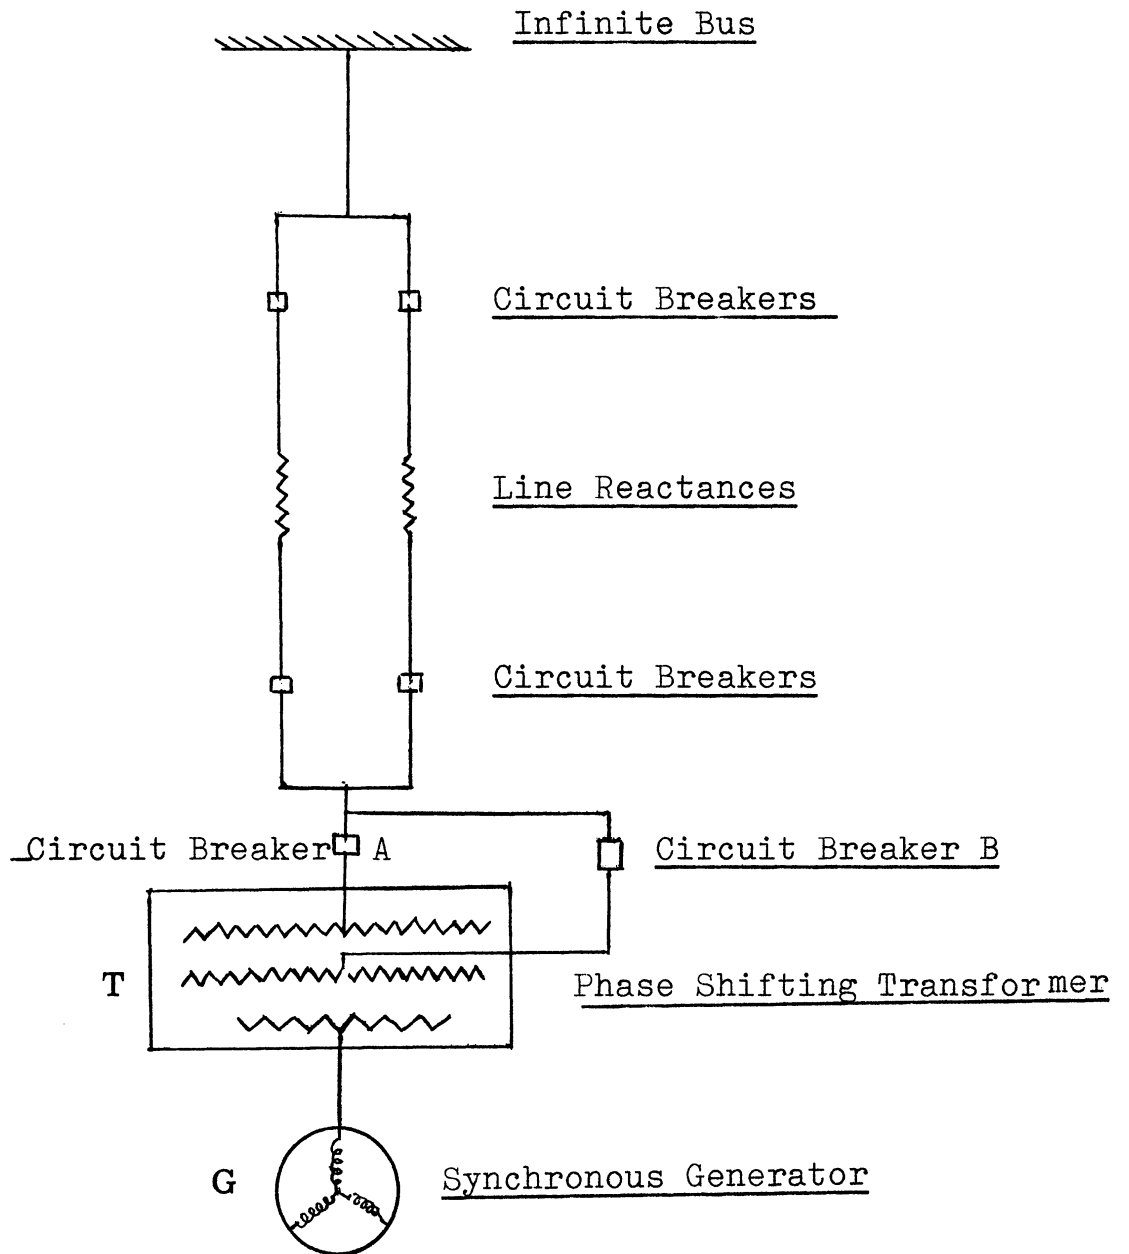 Infinite Bus
Circuit Breakers
Line Reactances
Circuit Breakers
Circuit Breaker A
Circuit Breaker B
T
Phase Shifting Transformer
G
Synchronous Generator